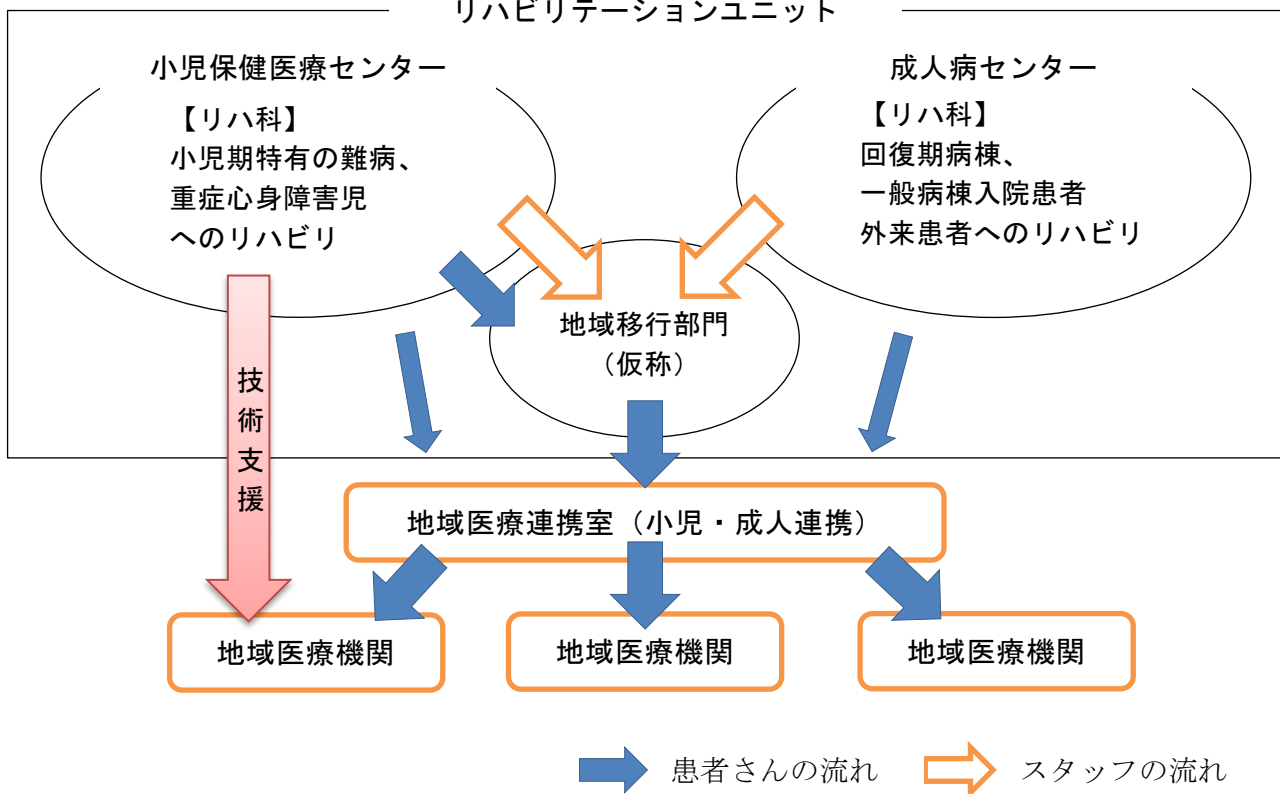 リハビリテーションユニット
小児保健医療センター
【リハ科】
小児期特有の難病、
重症心身障害児
へのリハビリ
成人病センター
【リハ科】
回復期病棟、
一般病棟入院患者
外来患者へのリハビリ
地域移行部門
（仮称）
技術支援
地域医療連携室（小児・成人連携）
地域医療機関
地域医療機関
地域医療機関
患者さんの流れ
スタッフの流れ